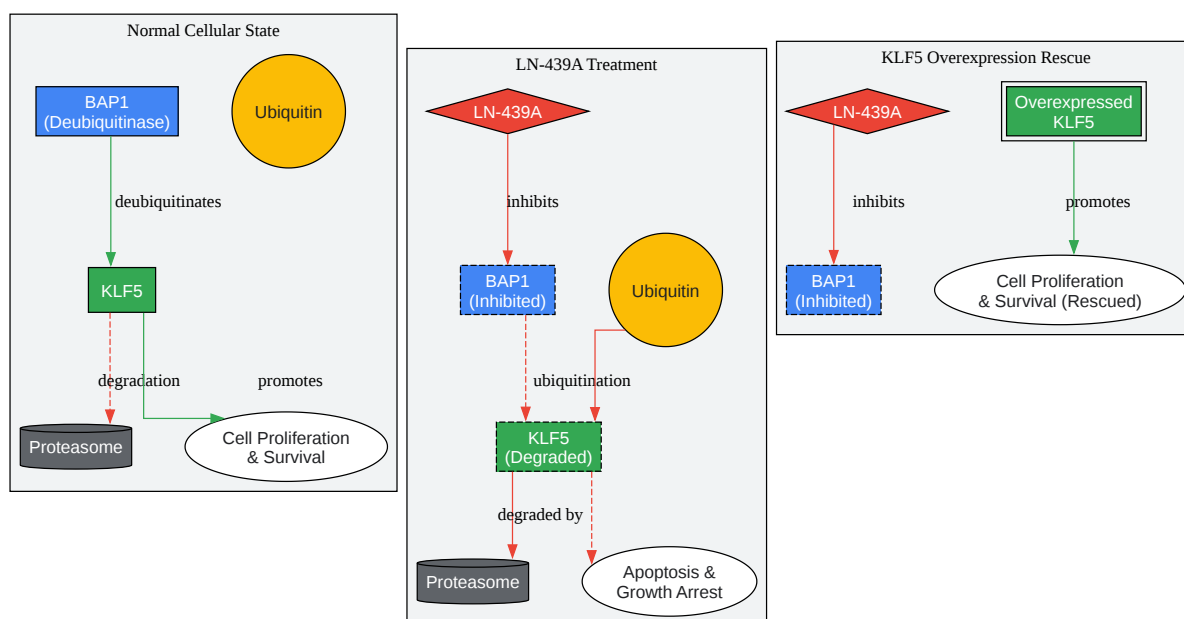 Normal Cellular State
BAP1
(Deubiquitinase)
Ubiquitin
deubiquitinates
KLF5
degradation
promotes
Proteasome
Cell Proliferation
& Survival
LN-439A Treatment
LN-439A
inhibits
BAP1
(Inhibited)
Ubiquitin
ubiquitination
KLF5
(Degraded)
degraded by
Proteasome
Apoptosis &
Growth Arrest
KLF5 Overexpression Rescue
LN-439A
Overexpressed
KLF5
inhibits
promotes
BAP1
(Inhibited)
Cell Proliferation
& Survival (Rescued)